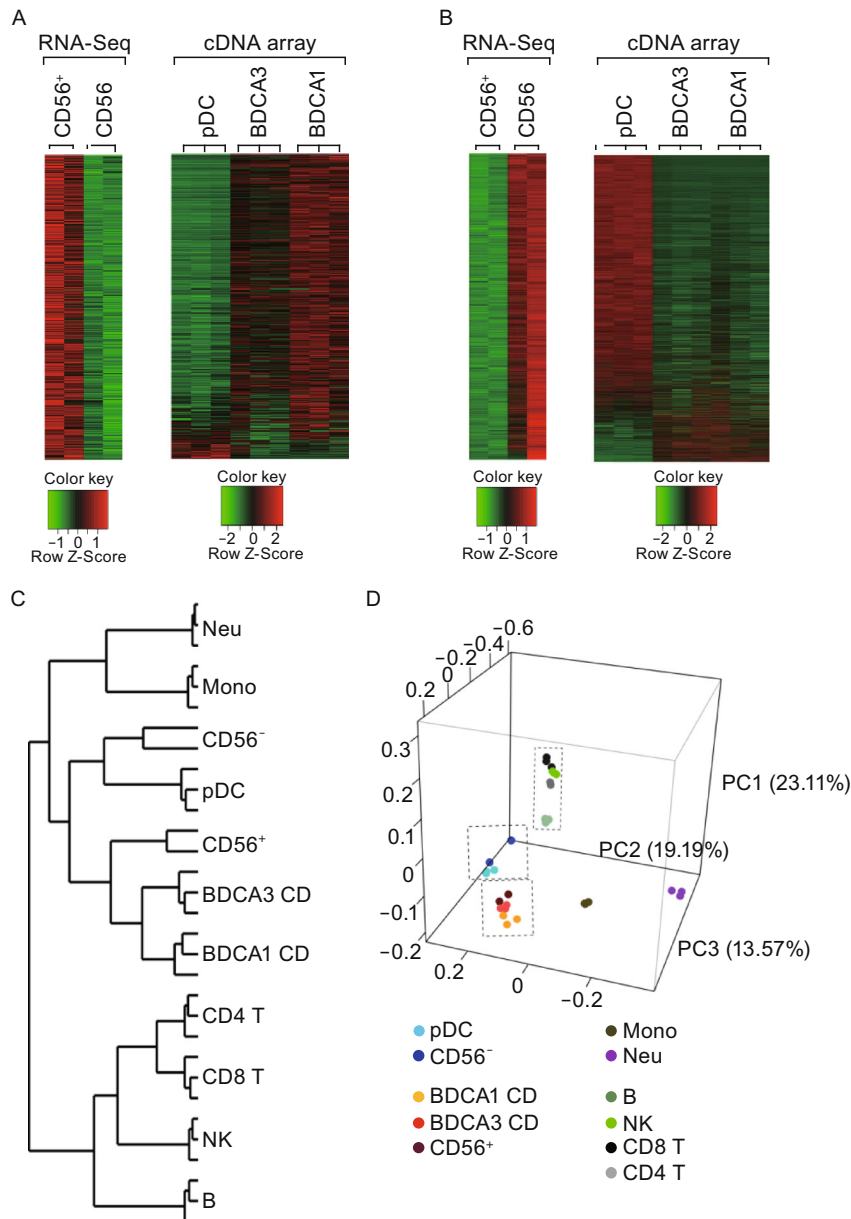 A
RNA-Seq
cDNA array
CD56⁺
CD56
pDC
BDCA3
BDCA1
Color key
−1 0 1
Row Z-Score
Color key
−2 0 2
Row Z-Score
B
RNA-Seq
cDNA array
CD56⁺
CD56
pDC
BDCA3
BDCA1
Color key
−1 0 1
Row Z-Score
Color key
−2 0 2
Row Z-Score
C
Neu
Mono
CD56⁻
pDC
CD56⁺
BDCA3 CD
BDCA1 CD
CD4 T
CD8 T
NK
B
D
−0.6
−0.4
−0.2
0
0.2
0.3
0.2
0.1
0
−0.1
−0.2
0.2
0
−0.2
PC1 (23.11%)
PC2 (19.19%)
PC3 (13.57%)
pDC
CD56⁻
BDCA1 CD
BDCA3 CD
CD56⁺
Mono
Neu
B
NK
CD8 T
CD4 T